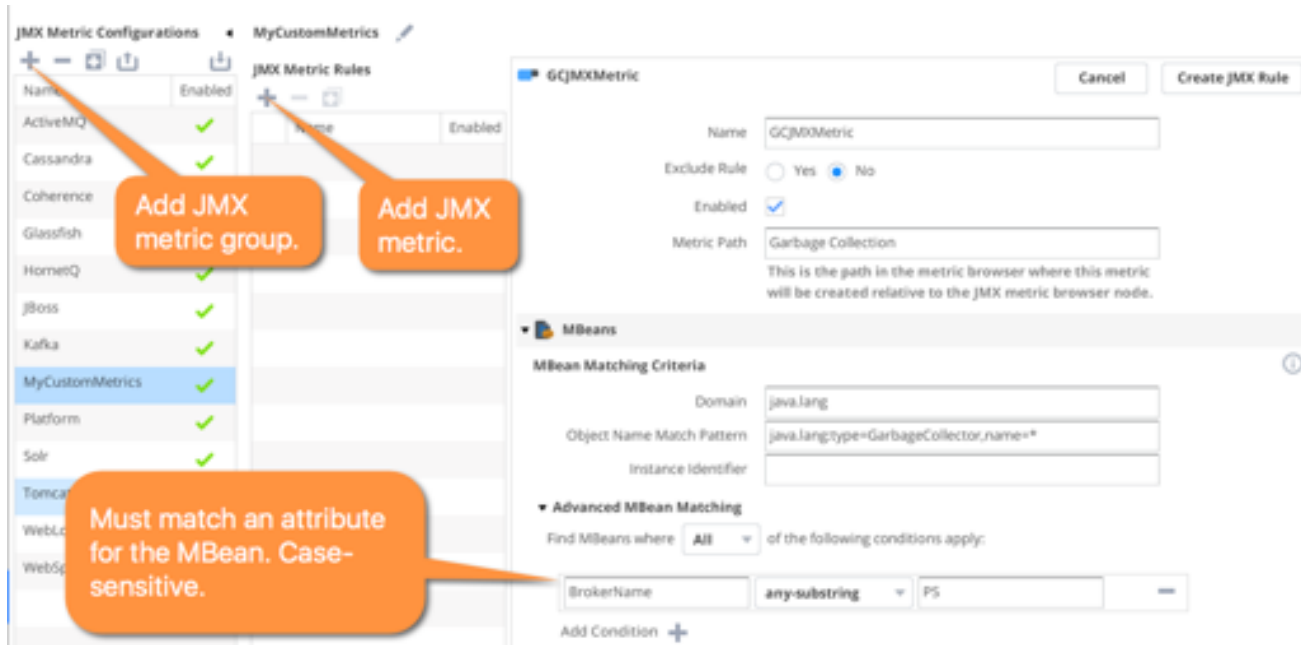 JMX Metric Configurations
MyCustomMetrics
JMX Metric Rules
Name
Enabled
ActiveMQ
Cassandra
Coherence
Glassfish
HornetQ
JBoss
Kafka
MyCustomMetrics
Platform
Solr
Name
Enabled
Add JMX
metric group.
Add JMX
metric.
Must match an attribute
for the MBean. Case-
sensitive.
GCJMXMetric
Cancel
Create JMX Rule
Name
GCJMXMetric
Exclude Rule
Yes
No
Enabled
Metric Path
Garbage Collection
This is the path in the metric browser where this metric
will be created relative to the JMX metric browser node.
MBeans
MBean Matching Criteria
Domain
java.lang
Object Name Match Pattern
java.lang:type=GarbageCollector,name=*
Instance Identifier
Advanced MBean Matching
Find MBeans where All of the following conditions apply:
BrokerName
any-substring
PS
Add Condition